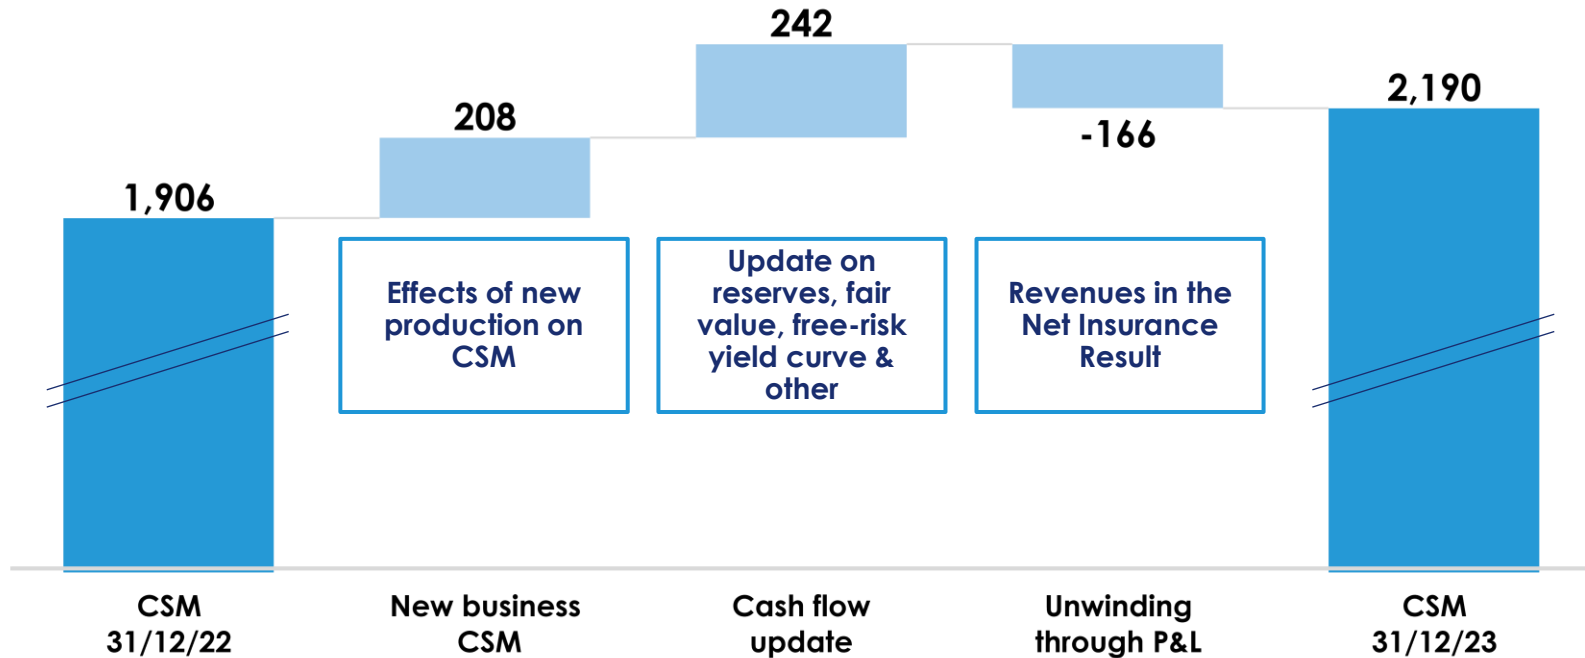 242
2,190
208
-166
1,906
Effects of new
production on
CSM
Update on
reserves, fair
value, free-risk
yield curve &
other
Revenues in the
Net Insurance
Result
CSM
31/12/22
New business
CSM
Cash flow
update
Unwinding
through P&L
CSM
31/12/23